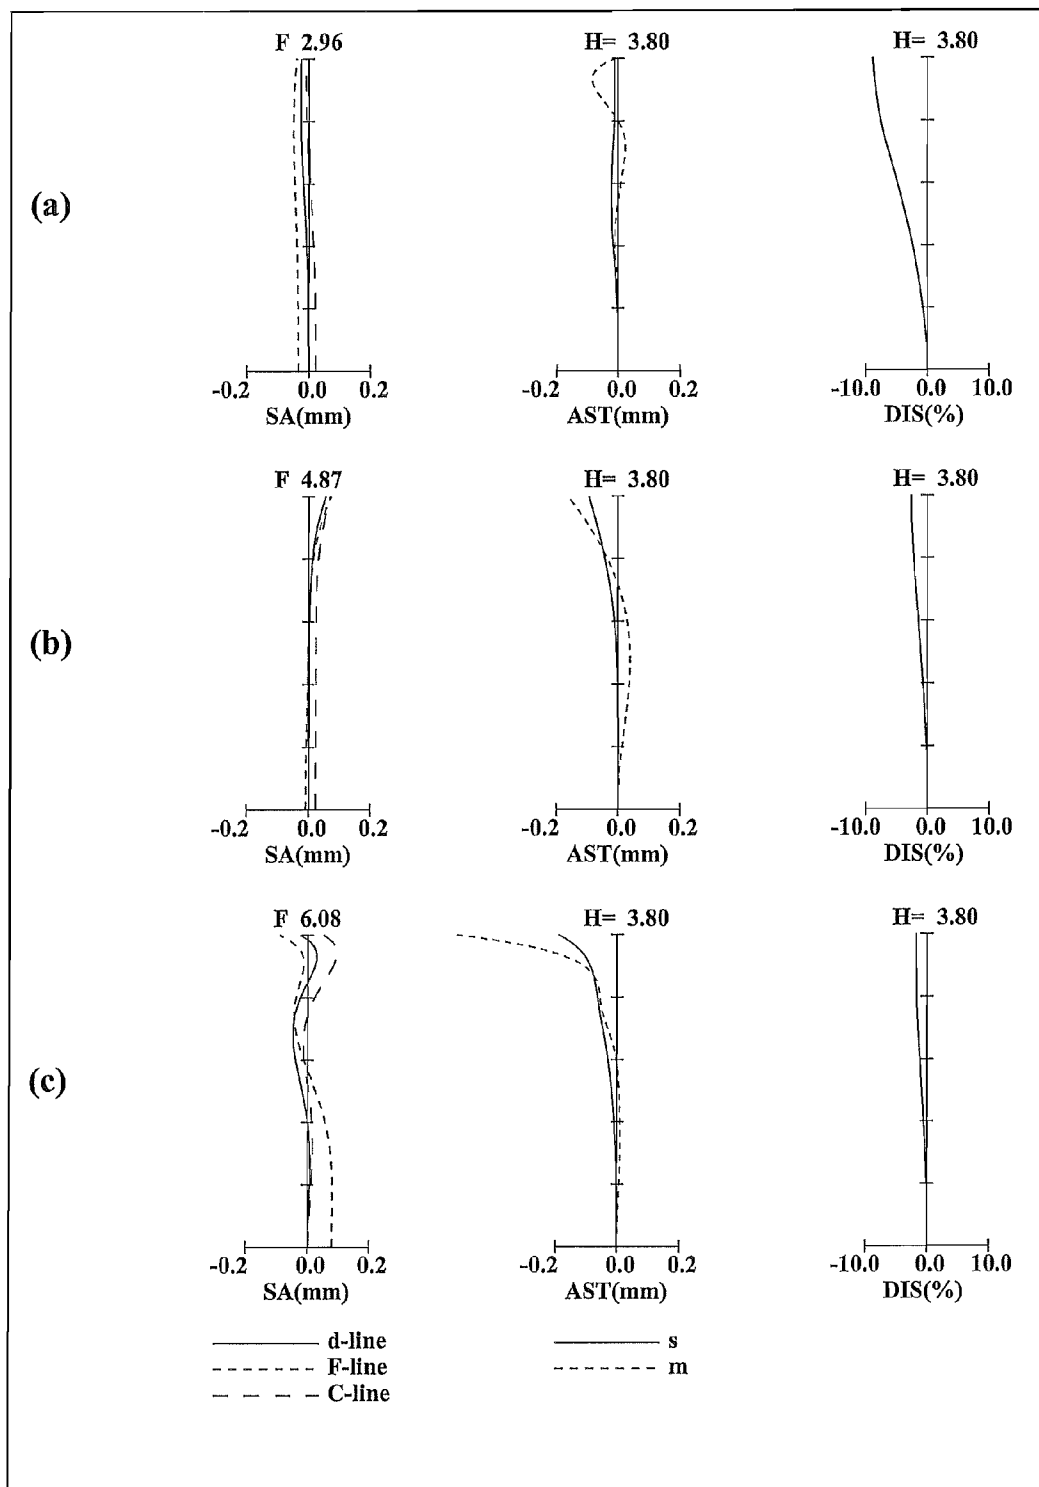 F 2.96 H= 3.80 H= 3.80
(a)
-0.2 0.0 0.2 -0.2 0.0 0.2 -10.0 0.0 10.0
SA(mm) AST(mm) DIS(%)
F 4.87 H= 3.80 H= 3.80
(b)
-0.2 0.0 0.2 -0.2 0.0 0.2 -10.0 0.0 10.0
SA(mm) AST(mm) DIS(%)
F 6.08 H= 3.80 H= 3.80
(c)
-0.2 0.0 0.2 -0.2 0.0 0.2 -10.0 0.0 10.0
SA(mm) AST(mm) DIS(%)
d-line s
F-line m
C-line